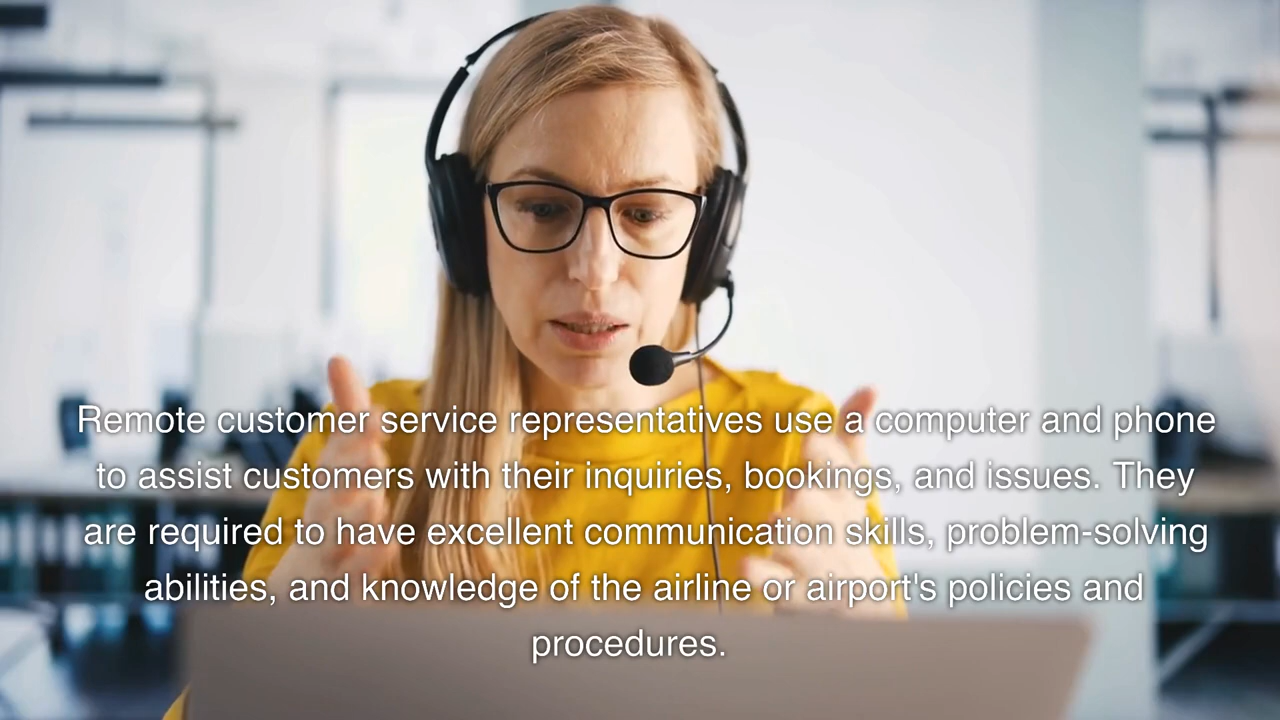 Remote customer service representatives use a computer and phone
to assist customers with their inquiries, bookings, and issues. They
are required to have excellent communication skills, problem-solving
abilities, and knowledge of the airline or airport's policies and
procedures.